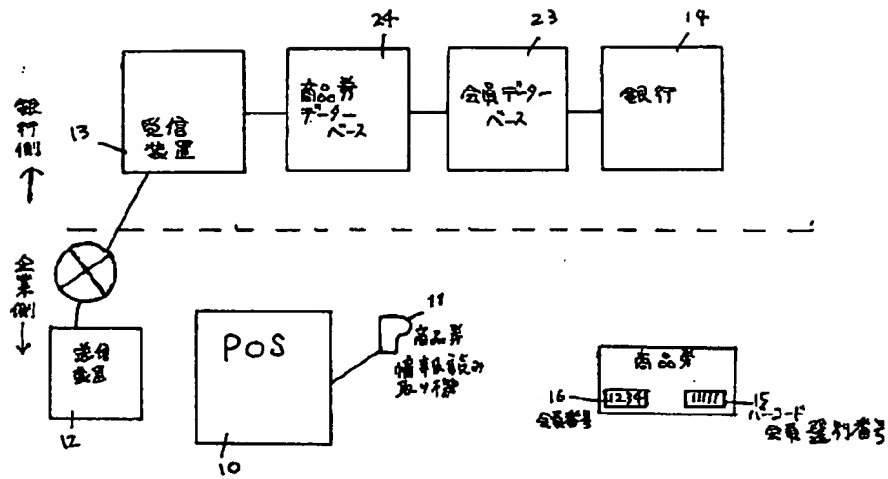 24
23
14
銀行側
13
受信
装置
商品券
データー
ベース
会員データー
ベース
銀行
企業側
送信
装置
12
POS
10
11
商品券
情報読み
取り機
商品券
16
1234
会員番号
11111
15
バーコード
会員 発行番号